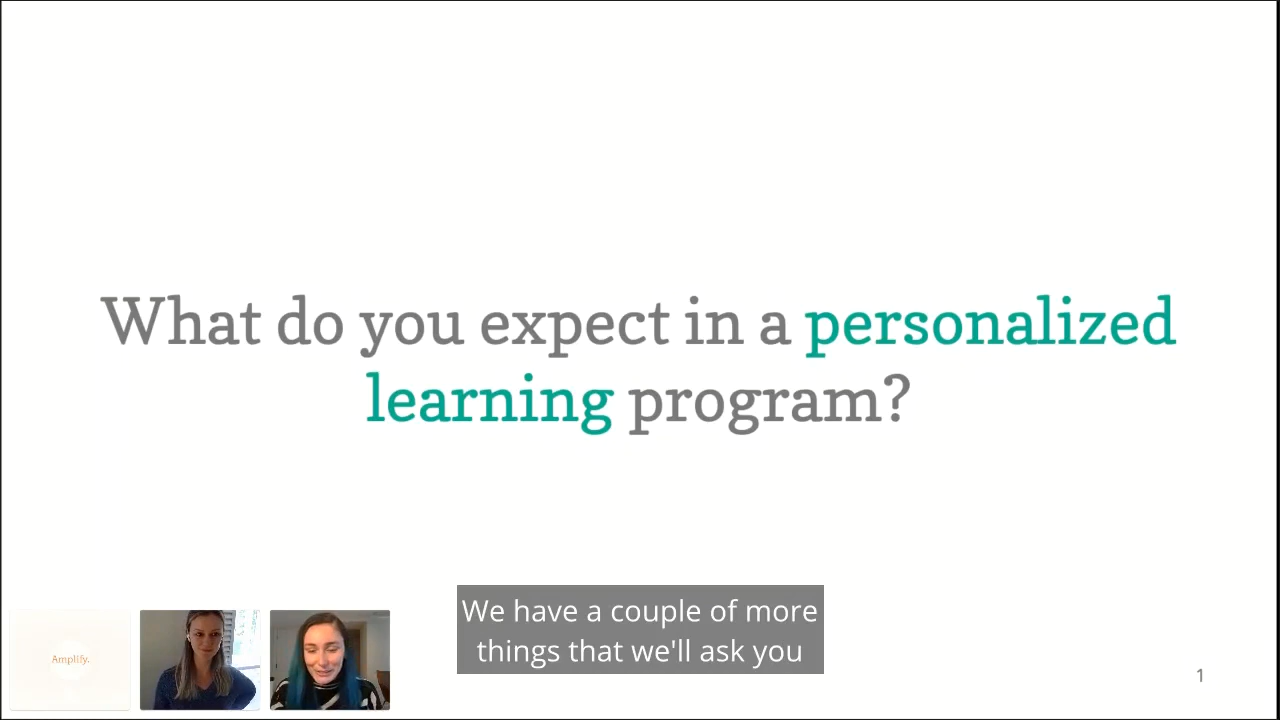 What do you expect in a personalized
learning program?
We have a couple of more
things that we'll ask you
Amplify.
1